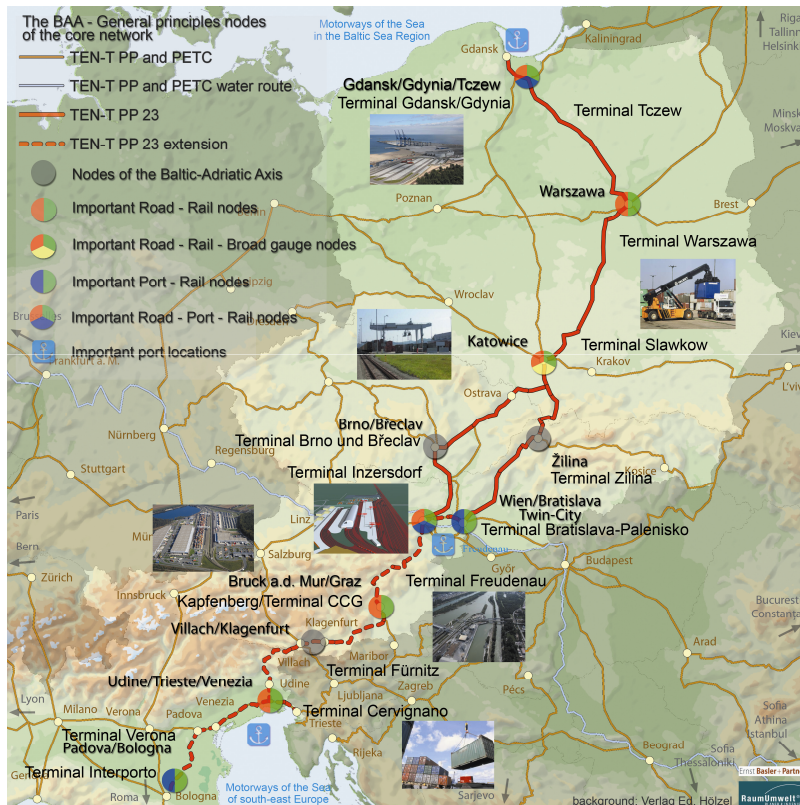 The BAA - General principles nodes
of the core network
TEN-T PP and PETC
TEN-T PP and PETC water route
TEN-T PP 23
TEN-T PP 23 extension
Nodes of the Baltic-Adriatic Axis
Important Road - Rail nodes
Important Road - Rail - Broad gauge nodes
Important Port - Rail nodes
Important Road - Port - Rail nodes
Important port locations
Motorways of the Sea
in the Baltic Sea Region
Gdansk
Kaliningrad
Riga
Tallinn
Helsinki
Gdansk/Gdynia/Tczew
Terminal Gdansk/Gdynia
Terminal Tczew
Minsk
Moskva
Poznan
Warszawa
Brest
Terminal Warszawa
Wroclav
Katowice
Terminal Slawkow
Krakov
Kiev
L'viv
Frankfurt a. M.
Ostrava
Brno/Břeclav
Terminal Brno und Břeclav
Nürnberg
Regensburg
Stuttgart
Terminal Inzersdorf
Žilina
Terminal Zilina
Kosice
Wien/Bratislava
Twin-City
Terminal Bratislava-Palenisko
Paris
Linz
Freudenau
Bern
Salzburg
Györ
Budapest
Zürich
Innsbruck
Bruck a.d. Mur/Graz
Kapfenberg/Terminal CCG
Terminal Freudenau
Klagenfurt
Villach/Klagenfurt
Villach
Maribor
Bucurest
Constanta
Arad
Terminal Fürnitz
Udine/Trieste/Venezia
Udine
Ljubljana
Zagreb
Pécs
Lyon
Milano
Verona
Padova
Venezia
Terminal Cervignano
Trieste
Sofia
Athina
Istanbul
Terminal Verona
Padova/Bologna
Rijeka
Beograd
Sofia
Thessaloniki
Terminal Interporto
Roma
Bologna
Motorways of the Sea
of south-east Europe
Sarjevo
Ernst Basler + Partner
background: Verlag Ed. Hölzel
RaumUmwelt